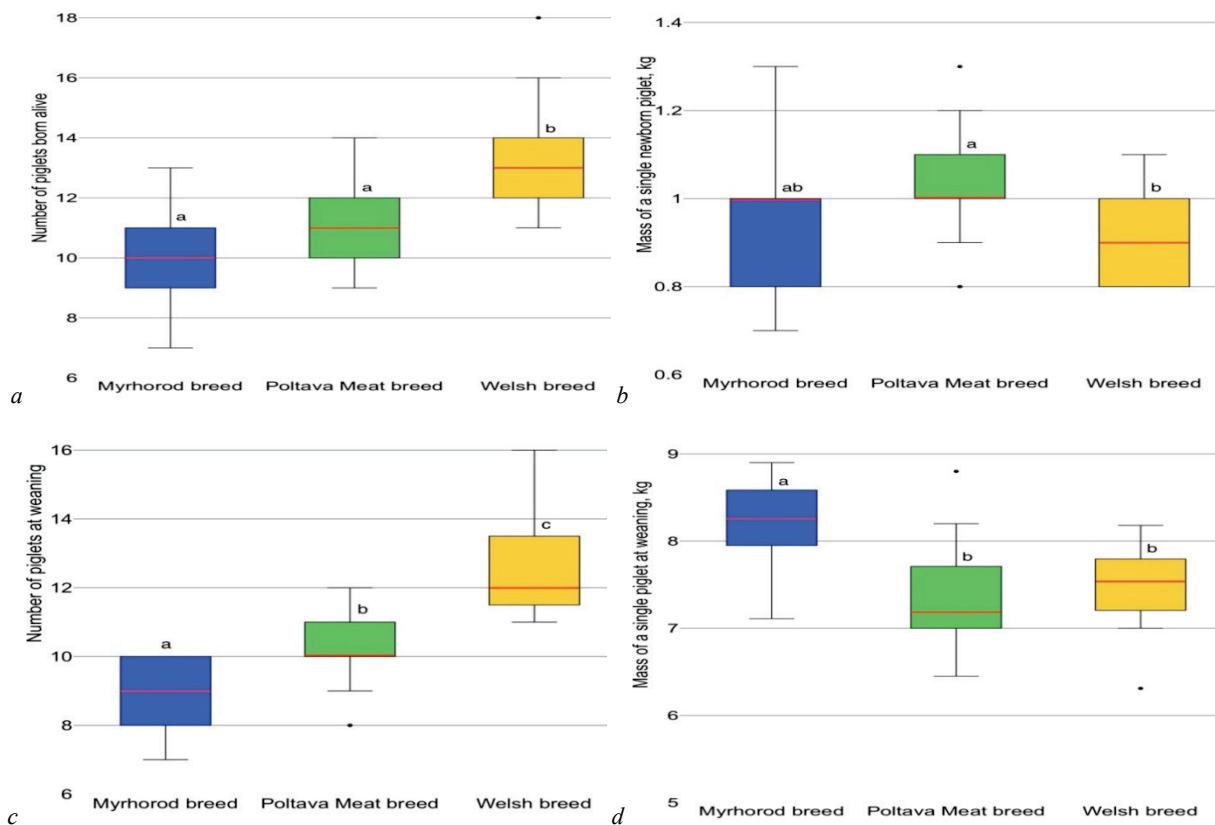 Number of piglets born alive
18
16
14
12
10
8
6
a
a
b
Myrhorod breed Poltava Meat breed Welsh breed
a
Mass of a single newborn piglet, kg
1.4
1.2
1
0.8
0.6
ab
a
b
Myrhorod breed Poltava Meat breed Welsh breed
b
Number of piglets at weaning
16
14
12
10
8
6
a
b
c
Myrhorod breed Poltava Meat breed Welsh breed
c
Mass of a single piglet at weaning, kg
9
8
7
6
5
a
b
b
Myrhorod breed Poltava Meat breed Welsh breed
d